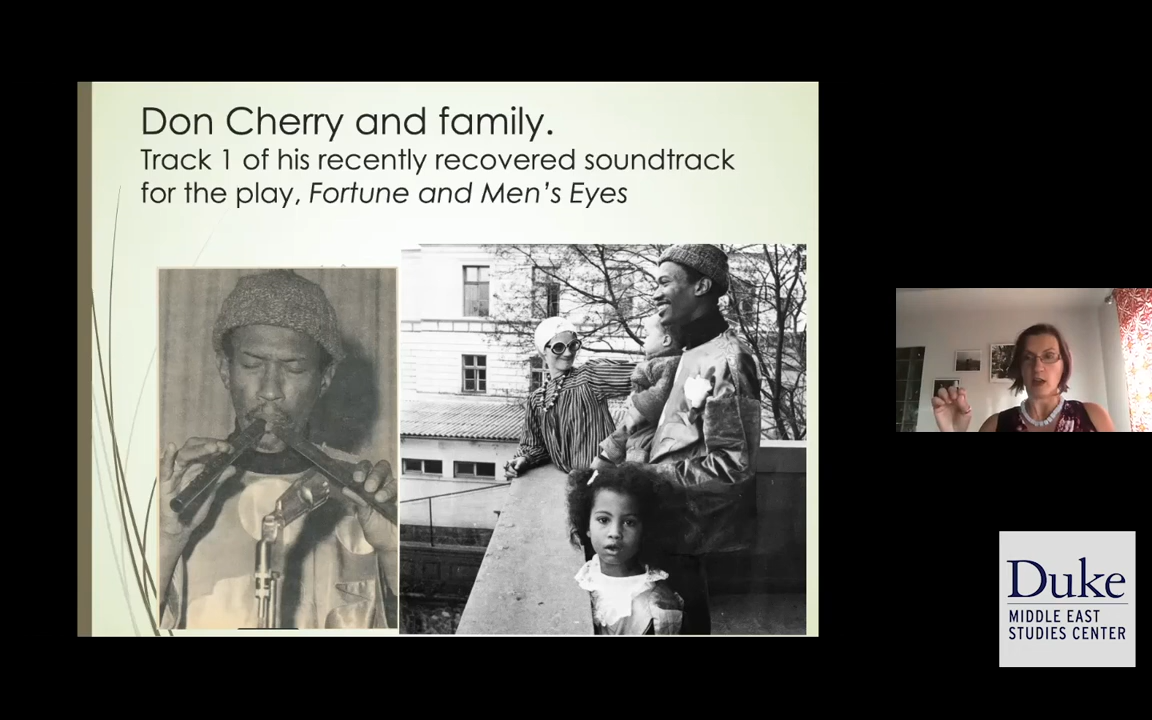 Don Cherry and family.
Track 1 of his recently recovered soundtrack
for the play, Fortune and Men's Eyes
Duke
MIDDLE EAST
STUDIES CENTER